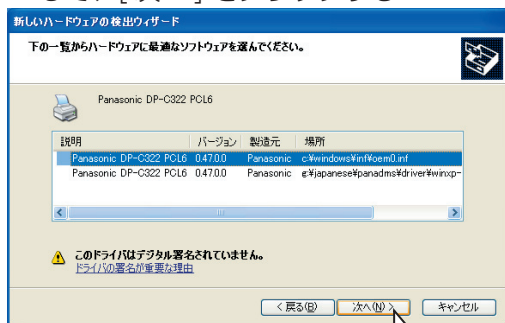 新しいハードウェアの検出ウィザード
下の一覧からハードウェアに最適なソフトウェアを選んでください。
Panasonic DP-C322 PCL6
説明 バージョン 製造元 場所
Panasonic DP-C322 PCL6 0.47.0.0 Panasonic c:¥windows¥inf¥oem0.inf
Panasonic DP-C322 PCL6 0.47.0.0 Panasonic e:¥japanese¥panadms¥driver¥winxp-
このドライバはデジタル署名されていません。
ドライバの署名が重要な理由
< 戻る(B) 次へ(N) > キャンセル